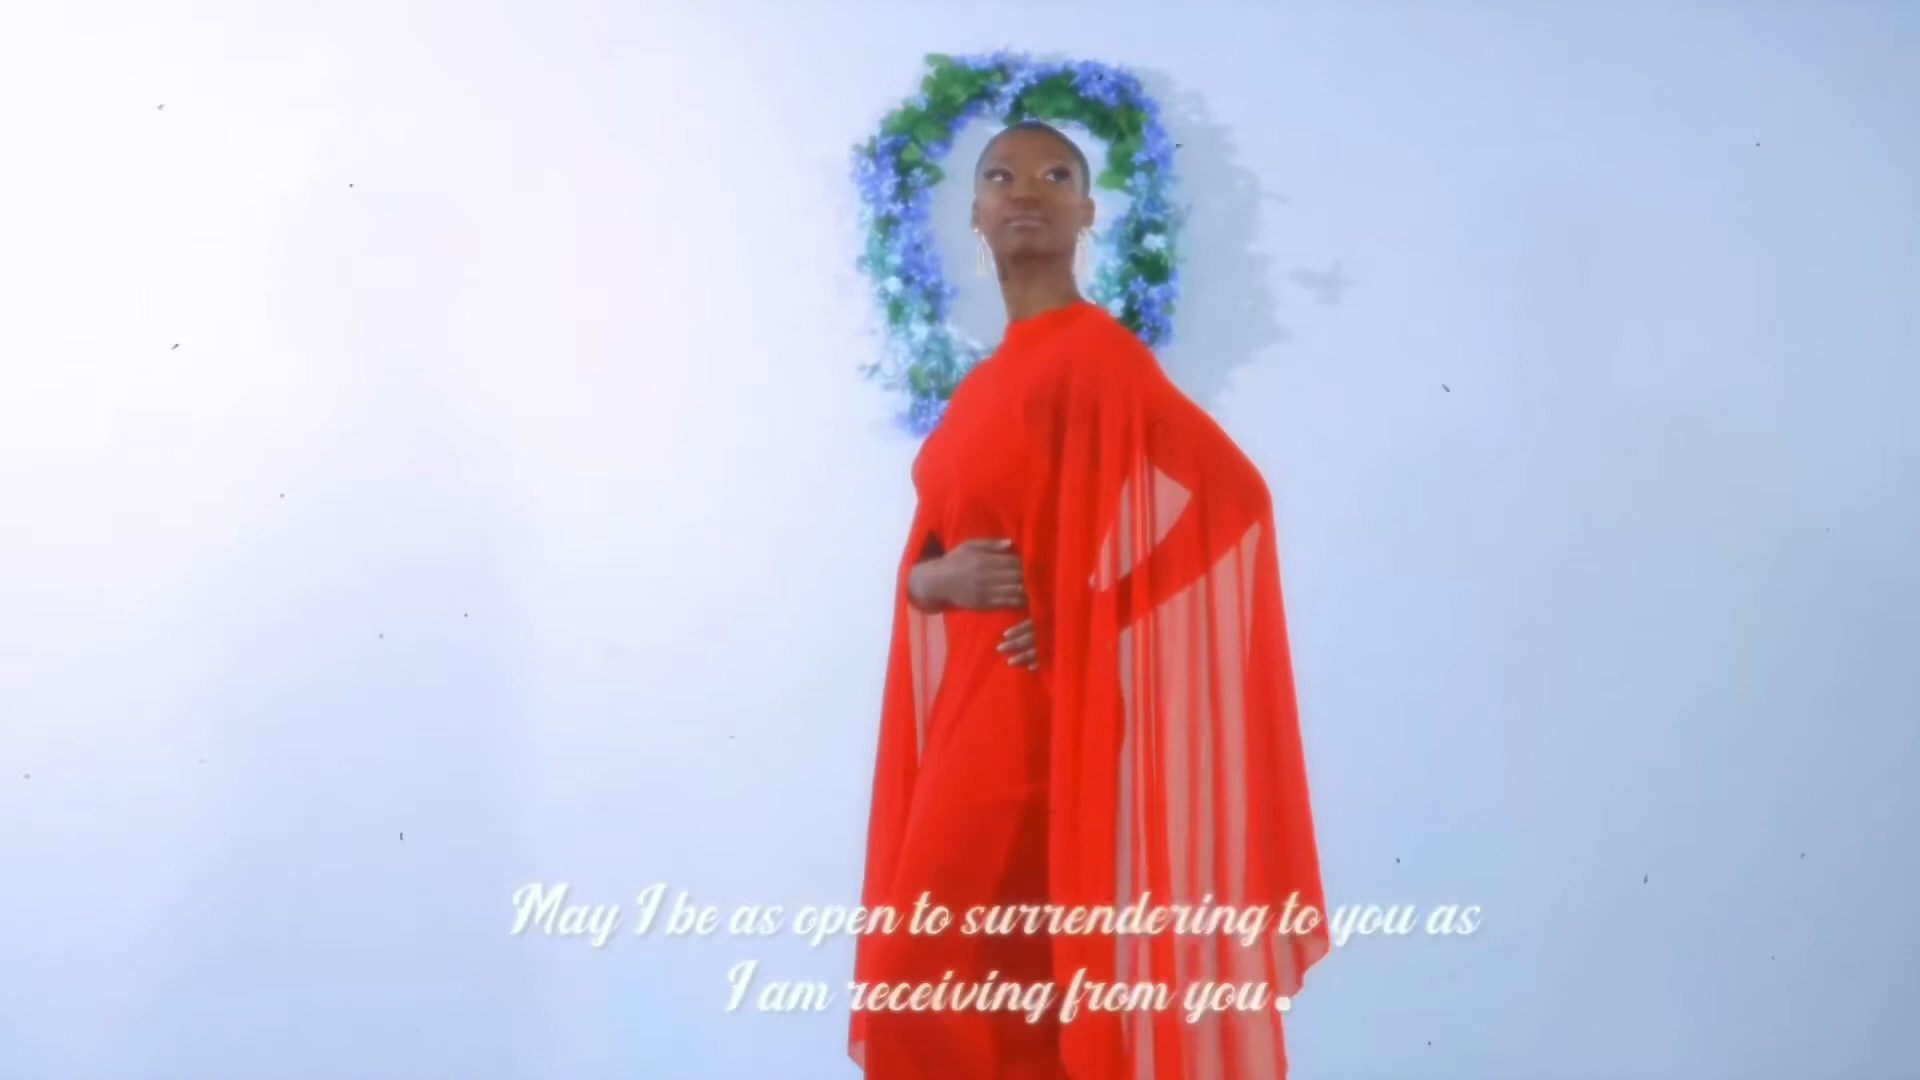 May I be as open to surrendering to you as
I am receiving from you.